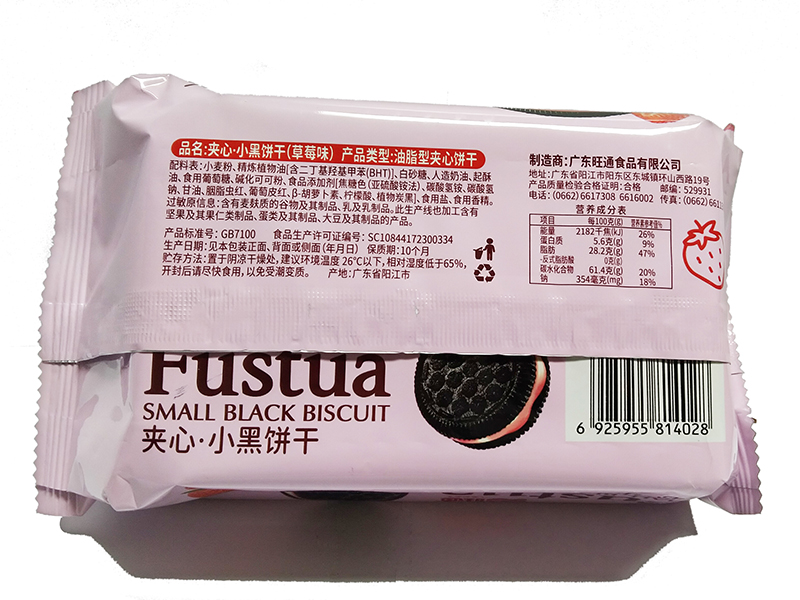 品名:夹心·小黑饼干(草莓味) 产品类型:油脂型夹心饼干
配料表:小麦粉、精炼植物油[含二丁基羟基甲苯(BHT)]、白砂糖、人造奶油、起酥
油、食用葡萄糖、碱化可可粉、食品添加剂[焦糖色(亚硫酸铵法)、碳酸氢铵、碳酸氢
钠、甘油、胭脂虫红、葡萄皮红、β-胡萝卜素、柠檬酸、植物炭黑]、食用盐、食用香精。
过敏原信息:含有麦麸质的谷物及其制品、乳及乳制品。此生产线也加工含有
坚果及其果仁类制品、蛋类及其制品、大豆及其制品的产品。
产品标准号:GB7100 食品生产许可证编号:SC10844172300334
生产日期:见本包装正面、背面或侧面(年月日) 保质期:10个月
贮存方法:置于阴凉干燥处,建议环境温度26℃以下,相对湿度低于65%,
开封后请尽快食用,以免受潮变质。 产地:广东省阳江市
制造商:广东旺通食品有限公司
地址:广东省阳江市阳东区东城镇环山西路19号
产品质量检验合格证明:合格 邮编:529931
电话:(0662)6617308 6616002 传真:(0662)661
营养成分表
项目 每100克(g) 营养素参考值%
能量 2182千焦(kJ) 26%
蛋白质 5.6克(g) 9%
脂肪 28.2克(g) 47%
-反式脂肪酸 0克(g)
碳水化合物 61.4克(g) 20%
钠 354毫克(mg) 18%
Fustua
SMALL BLACK BISCUIT
夹心·小黑饼干
6 925955 814028